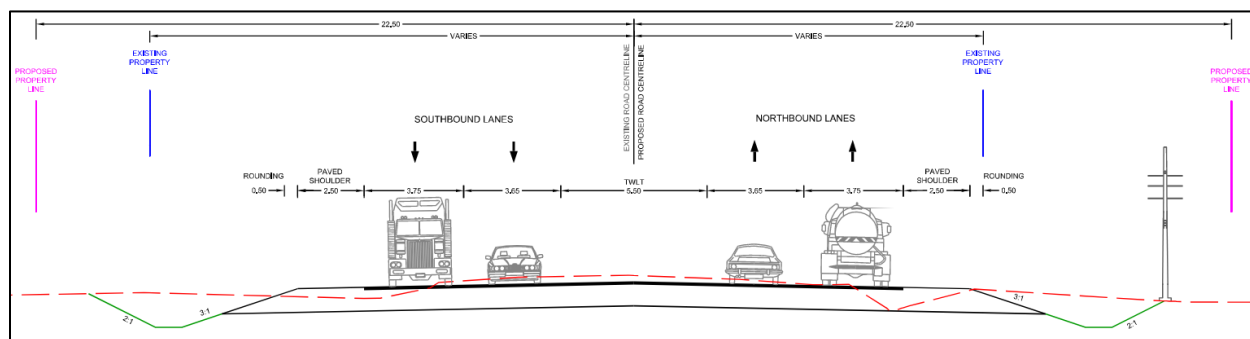 22.50
22.50
VARIES
VARIES
EXISTING
PROPERTY
LINE
EXISTING ROAD CENTRELINE
PROPOSED ROAD CENTRELINE
EXISTING
PROPERTY
LINE
PROPOSED
PROPERTY
LINE
PROPOSED
PROPERTY
LINE
SOUTHBOUND LANES
NORTHBOUND LANES
ROUNDING
0.50
PAVED
SHOULDER
2.50
3.75
3.65
TWLT
5.50
3.65
3.75
PAVED
SHOULDER
2.50
ROUNDING
0.50
2:1
3:1
3:1
2:1